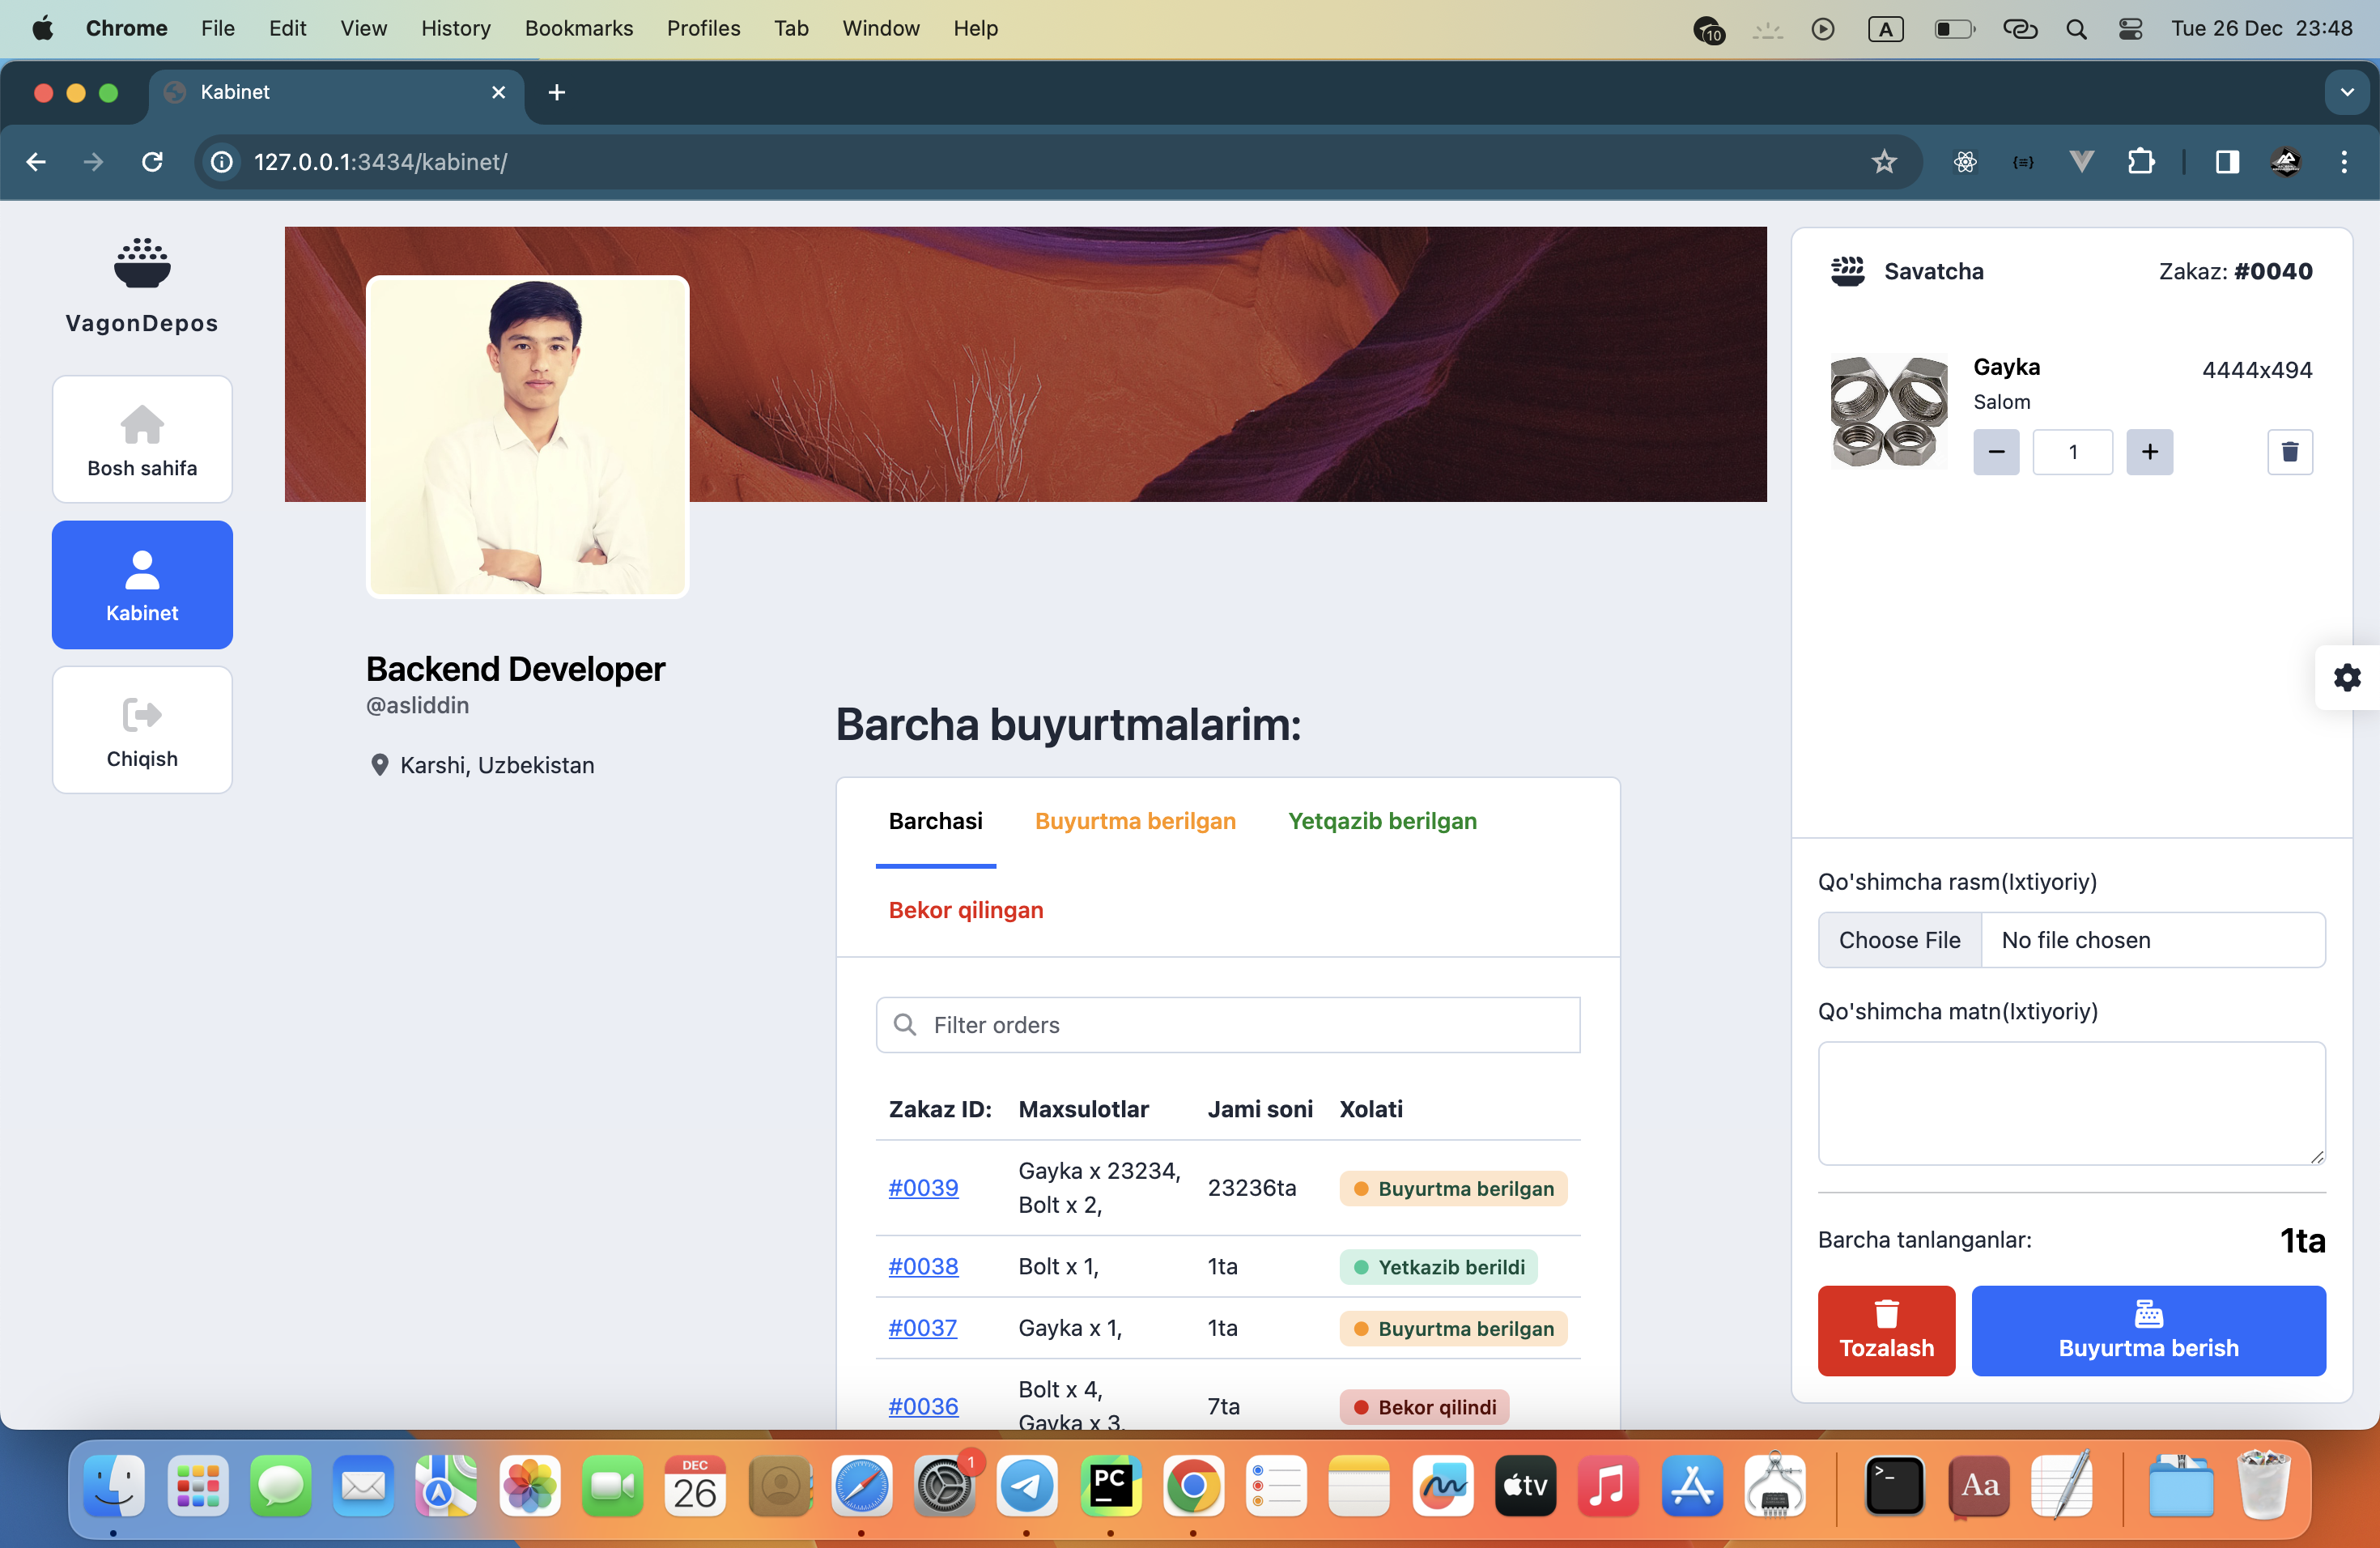 Chrome File Edit View History Bookmarks Profiles Tab Window Help
10 A Tue 26 Dec 23:48
Kabinet
127.0.0.1:3434/kabinet/
VagonDepos
Bosh sahifa
Kabinet
Chiqish
Backend Developer
@asliddin
Karshi, Uzbekistan
Barcha buyurtmalarim:
Barchasi Buyurtma berilgan Yetqazib berilgan
Bekor qilingan
Filter orders
Zakaz ID: Maxsulotlar Jami soni Xolati
#0039 Gayka x 23234, Bolt x 2, 23236ta Buyurtma berilgan
#0038 Bolt x 1, 1ta Yetkazib berildi
#0037 Gayka x 1, 1ta Buyurtma berilgan
#0036 Bolt x 4, Gayka x 3, 7ta Bekor qilindi
Savatcha Zakaz: #0040
Gayka 4444x494
Salom
1
Qo'shimcha rasm(Ixtiyoriy)
Choose File No file chosen
Qo'shimcha matn(Ixtiyoriy)
Barcha tanlanganlar: 1ta
Tozalash Buyurtma berish
DEC
26
1
PC
tv
Aa